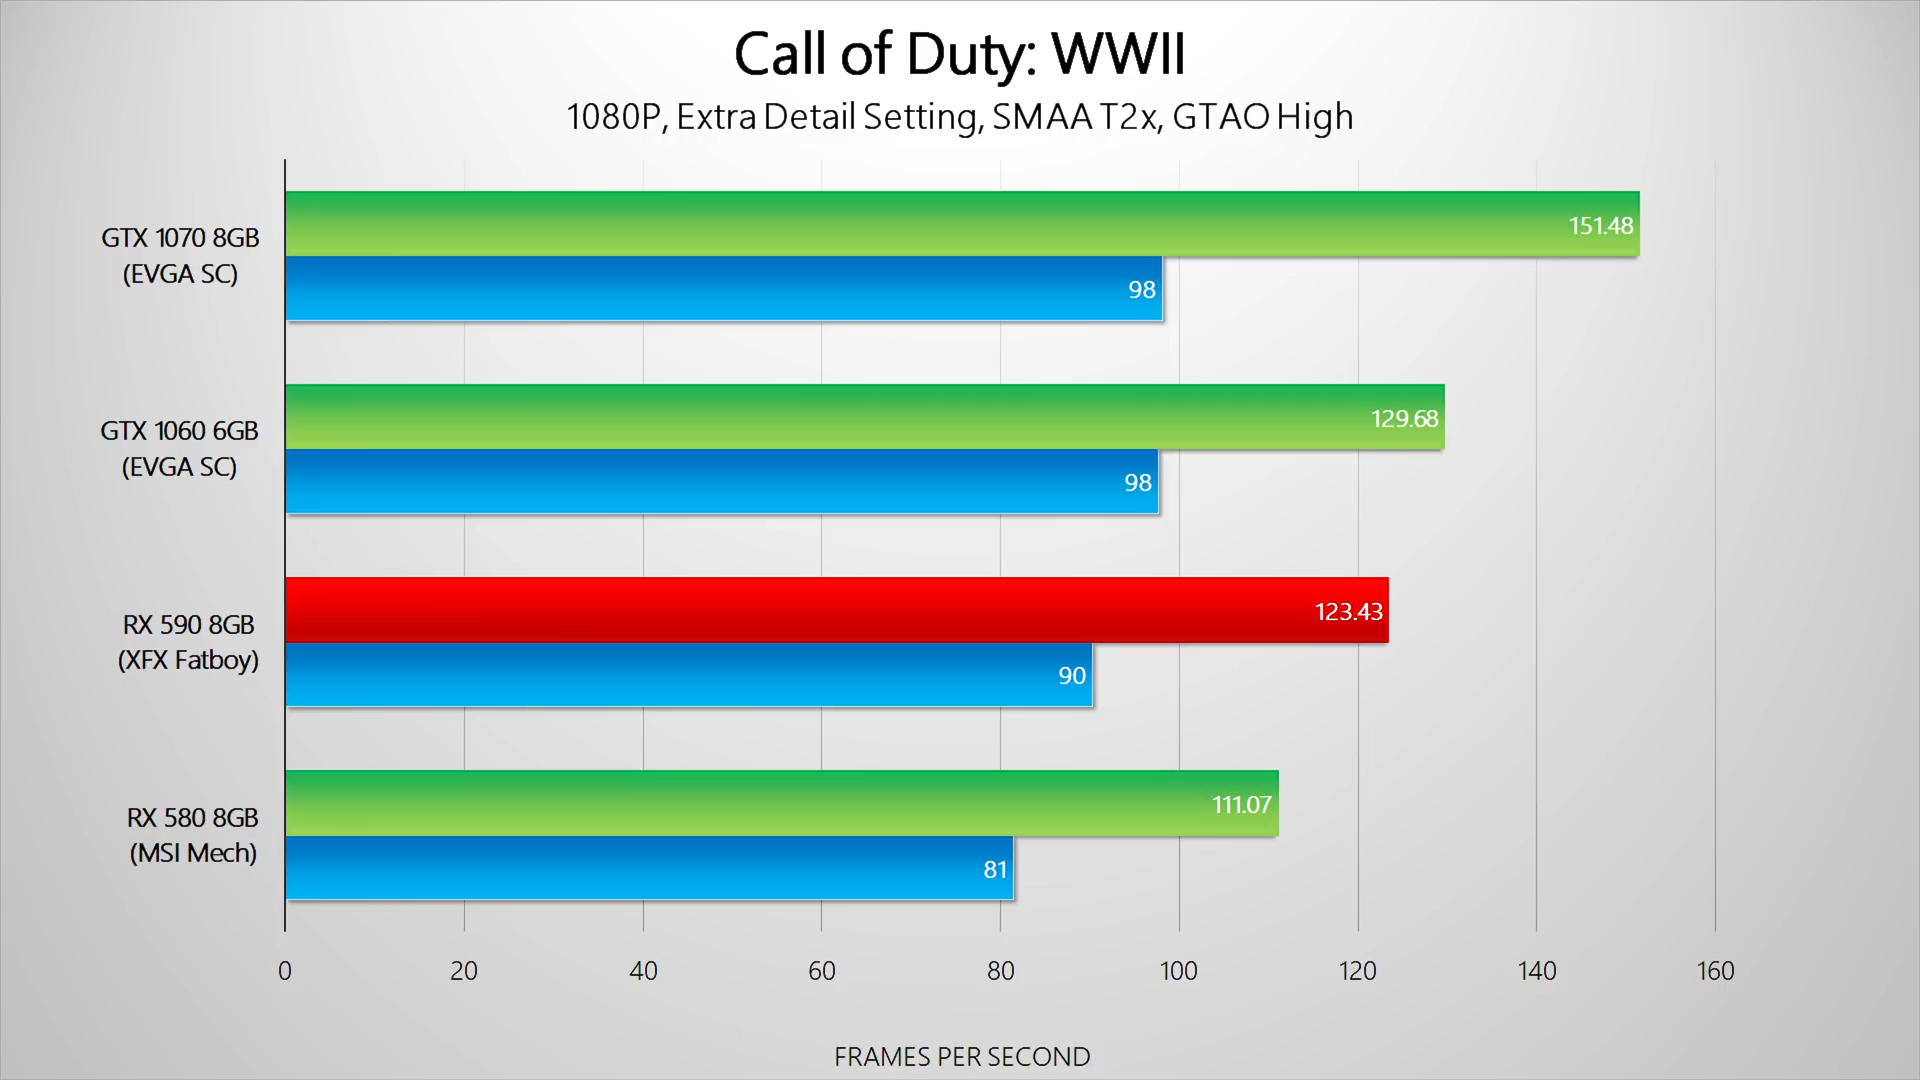 Call of Duty: WWII
1080P, Extra Detail Setting, SMAA T2x, GTAO High
GTX 1070 8GB
(EVGA SC)
151.48
98
GTX 1060 6GB
(EVGA SC)
129.68
98
RX 590 8GB
(XFX Fatboy)
123.43
90
RX 580 8GB
(MSI Mech)
111.07
81
0 20 40 60 80 100 120 140 160
FRAMES PER SECOND